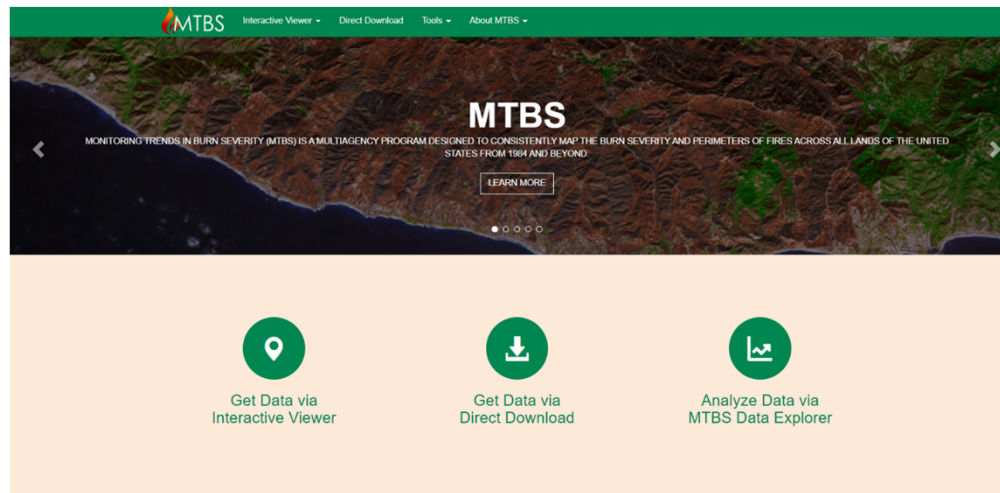 MTBS
Interactive Viewer
Direct Download
Tools
About MTBS
MTBS
MONITORING TRENDS IN BURN SEVERITY (MTBS) IS A MULTIAGENCY PROGRAM DESIGNED TO CONSISTENTLY MAP THE BURN SEVERITY AND PERIMETERS OF FIRES ACROSS ALL LANDS OF THE UNITED
STATES FROM 1984 AND BEYOND.
LEARN MORE
Get Data via
Interactive Viewer
Get Data via
Direct Download
Analyze Data via
MTBS Data Explorer